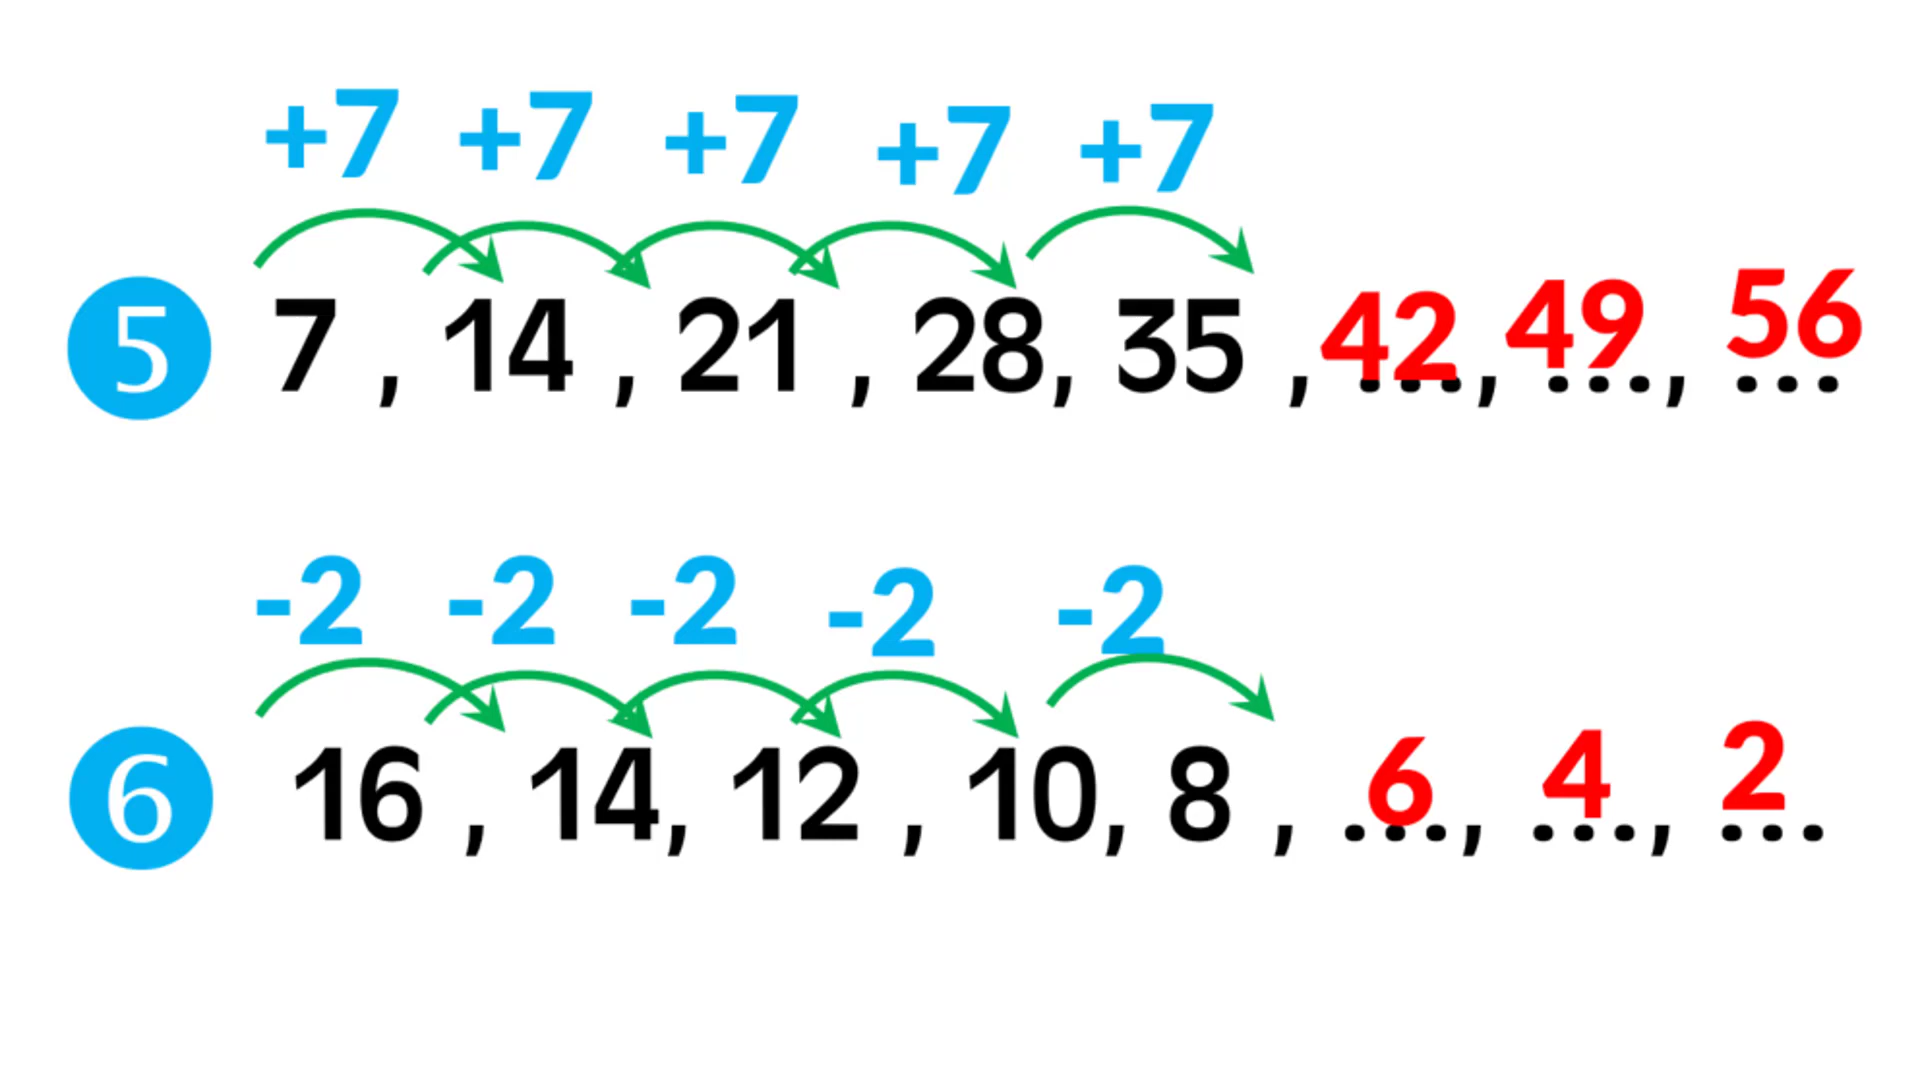 +7 +7 +7 +7 +7
5 7 , 14 , 21 , 28, 35 , 42..., 49..., 56...
-2 -2 -2 -2 -2
6 16 , 14, 12 , 10, 8 , 6..., 4..., 2...